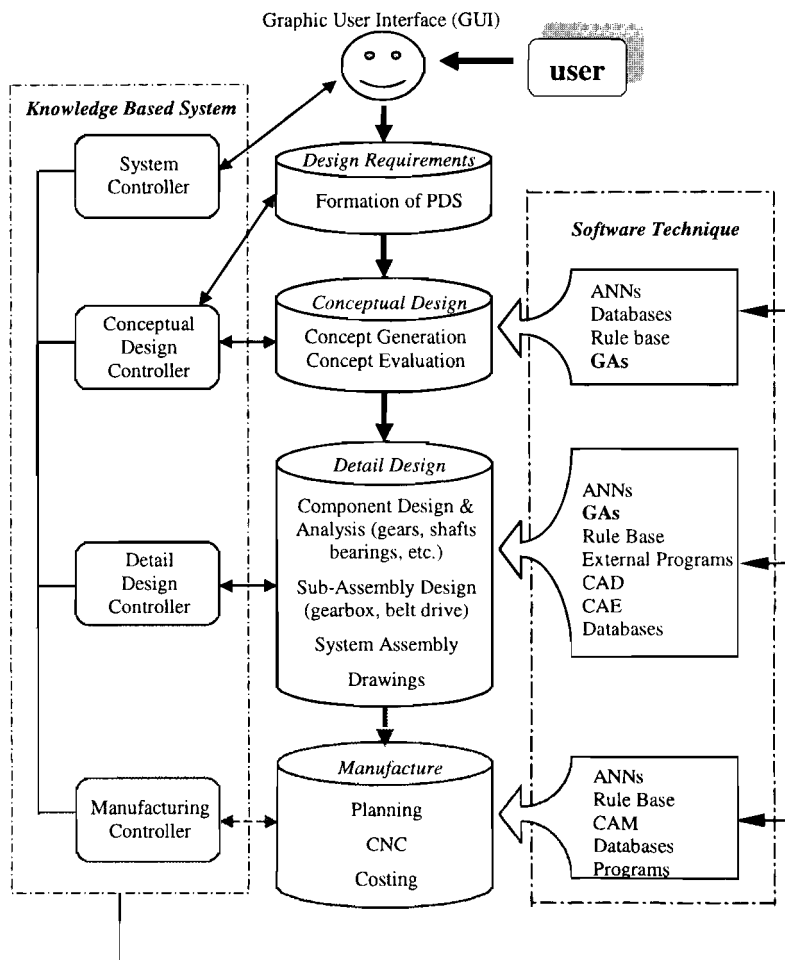 Graphic User Interface (GUI)
user
Knowledge Based System
System
Controller
Conceptual
Design
Controller
Detail
Design
Controller
Manufacturing
Controller
Design Requirements
Formation of PDS
Conceptual Design
Concept Generation
Concept Evaluation
Detail Design
Component Design &
Analysis (gears, shafts
bearings, etc.)
Sub-Assembly Design
(gearbox, belt drive)
System Assembly
Drawings
Manufacture
Planning
CNC
Costing
Software Technique
ANNs
Databases
Rule base
GAs
ANNs
GAs
Rule Base
External Programs
CAD
CAE
Databases
ANNs
Rule Base
CAM
Databases
Programs